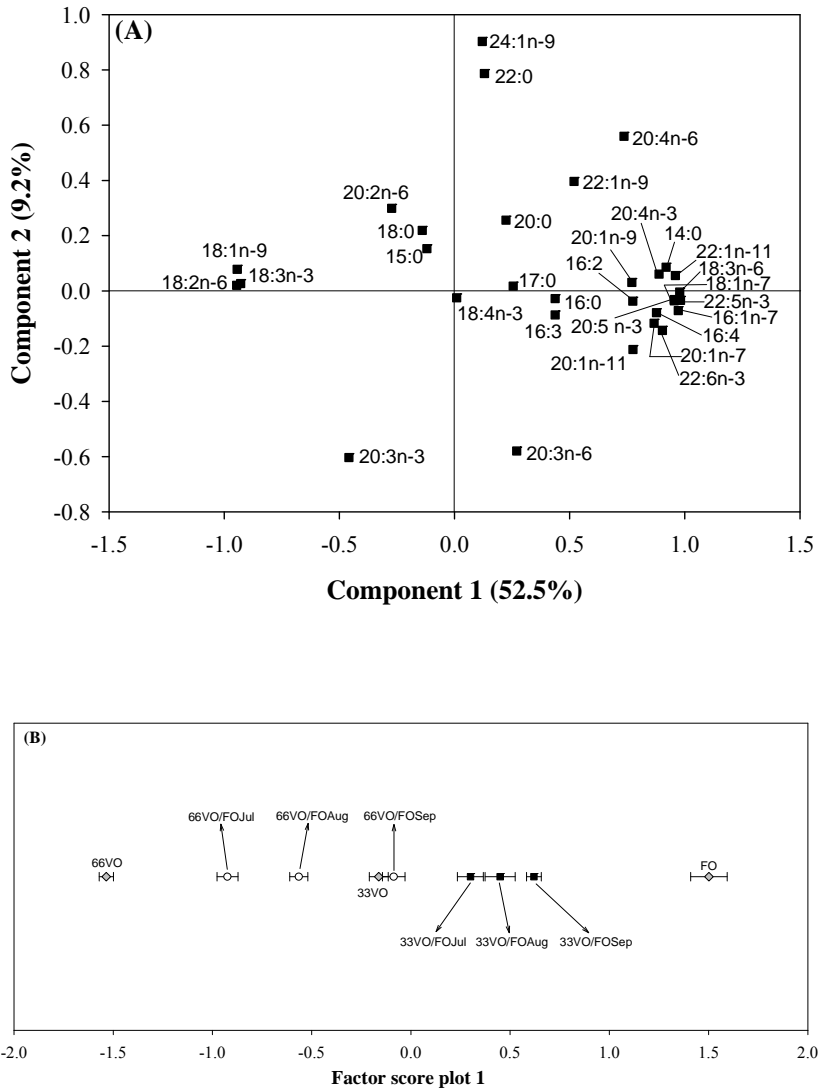 (A)
1.0
0.8
0.6
0.4
0.2
0.0
-0.2
-0.4
-0.6
-0.8
Component 2 (9.2%)
24:1n-9
22:0
20:4n-6
22:1n-9
20:2n-6
20:0
18:0
15:0
20:4n-3
14:0
20:1n-9
22:1n-11
18:1n-9
18:3n-3
18:2n-6
17:0
16:2
18:3n-6
18:1n-7
18:4n-3
16:0
22:5n-3
16:3
20:5 n-3
16:1n-7
16:4
20:1n-11
20:1n-7
22:6n-3
20:3n-3
20:3n-6
-1.5 -1.0 -0.5 0.0 0.5 1.0 1.5
Component 1 (52.5%)
(B)
66VO/FOJul 66VO/FOAug 66VO/FOSep
66VO
33VO
FO
33VO/FOJul 33VO/FOAug 33VO/FOSep
-2.0 -1.5 -1.0 -0.5 0.0 0.5 1.0 1.5 2.0
Factor score plot 1